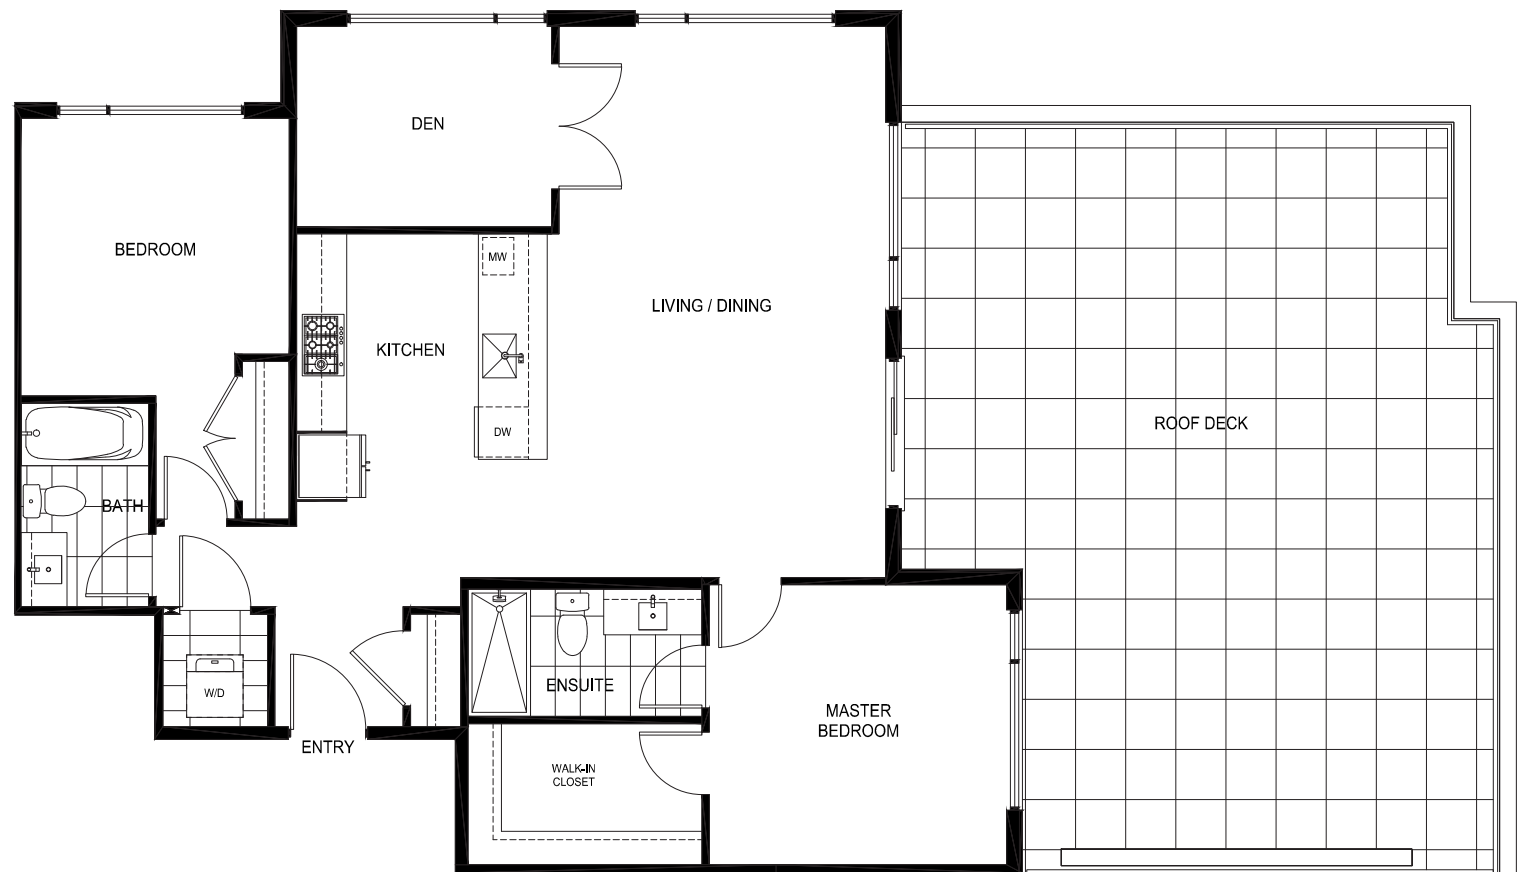 DEN
BEDROOM
MW
LIVING / DINING
KITCHEN
ROOF DECK
DW
BATH
ENSUITE
W/D
MASTER
BEDROOM
ENTRY
WALK-IN
CLOSET